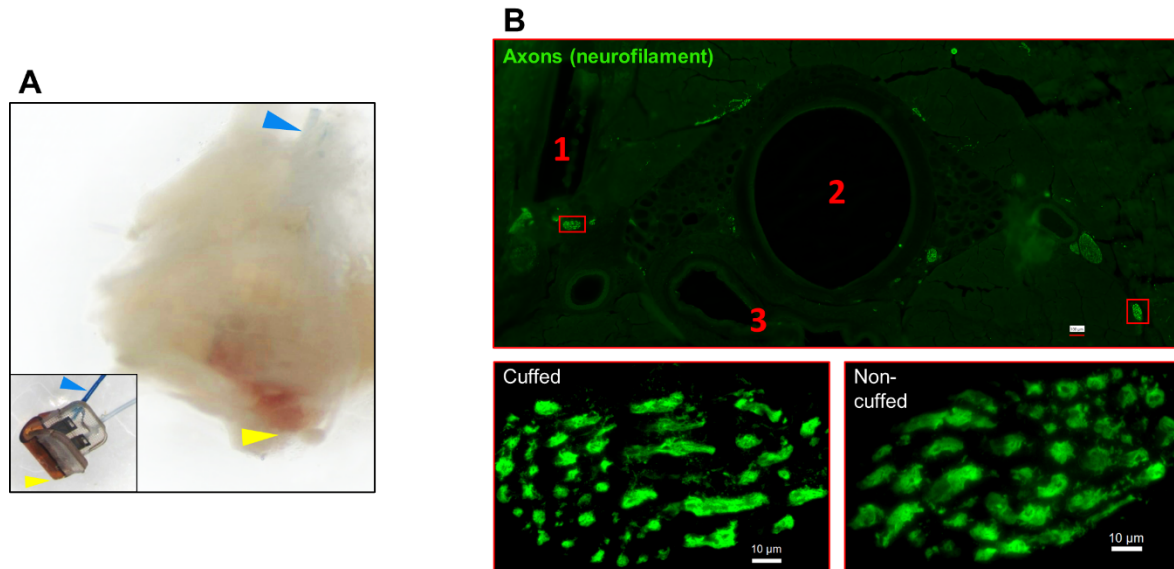 A
B
Axons (neurofilament)
1
2
3
Cuffed
10 µm
Non-
cuffed
10 µm